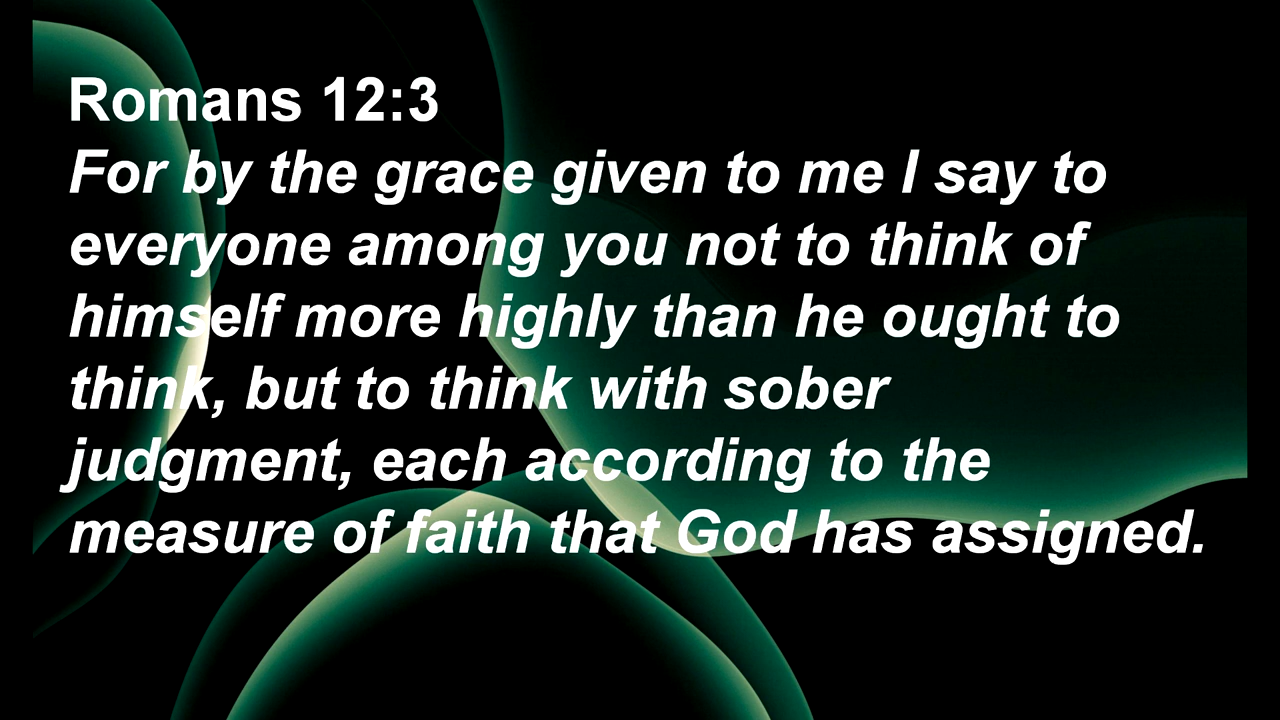 Romans 12:3
For by the grace given to me I say to
everyone among you not to think of
himself more highly than he ought to
think, but to think with sober
judgment, each according to the
measure of faith that God has assigned.